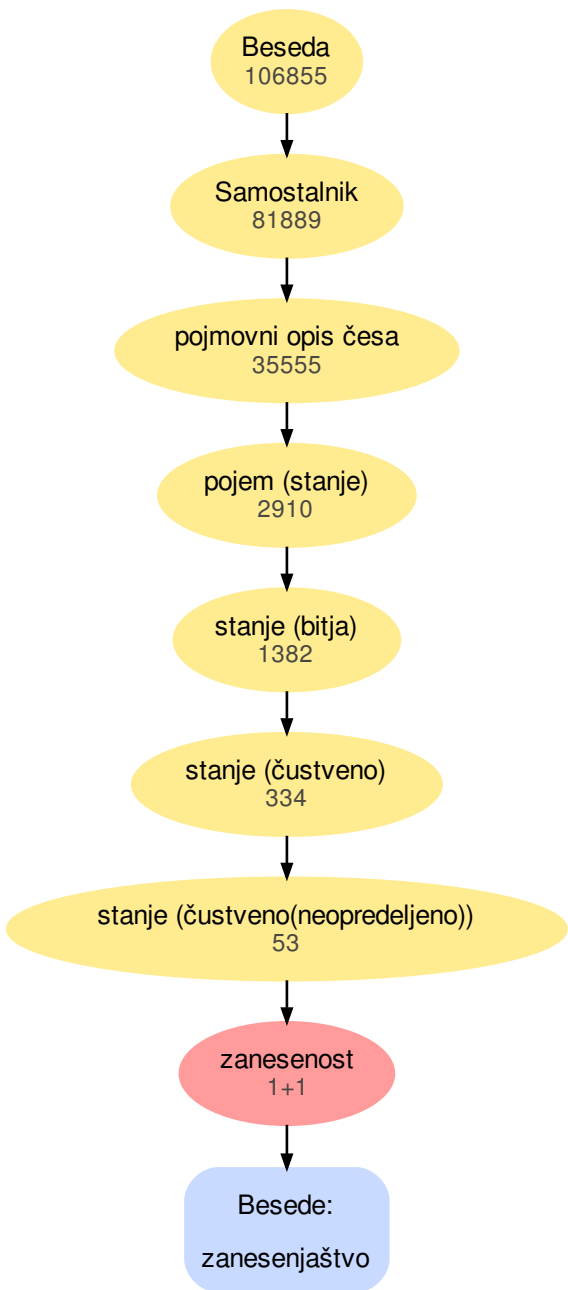 Beseda
106855
Samostalnik
81889
pojmovni opis česa
35555
pojem (stanje)
2910
stanje (bitja)
1382
stanje (čustveno)
334
stanje (čustveno(neopredeljeno))
53
zanesenost
1+1
Besede:
zanesenjaštvo